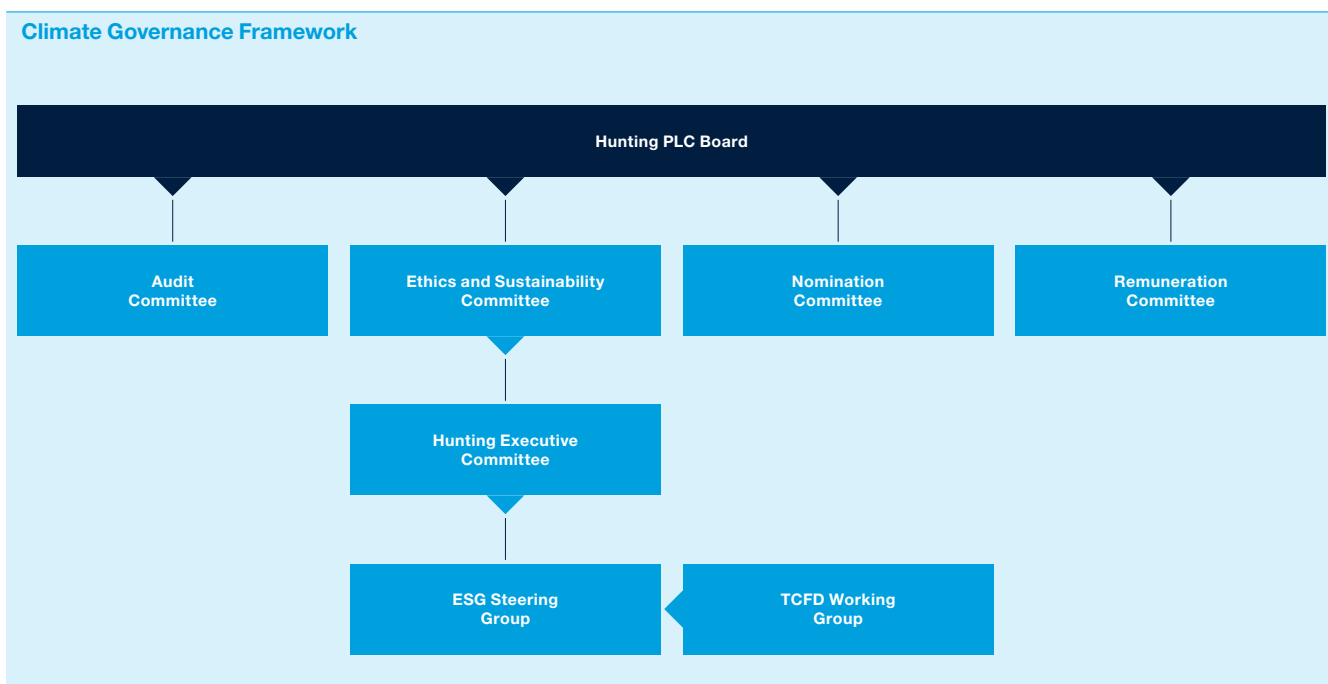 Climate Governance Framework
Hunting PLC Board
Audit
Committee
Ethics and Sustainability
Committee
Nomination
Committee
Remuneration
Committee
Hunting Executive
Committee
ESG Steering
Group
TCFD Working
Group